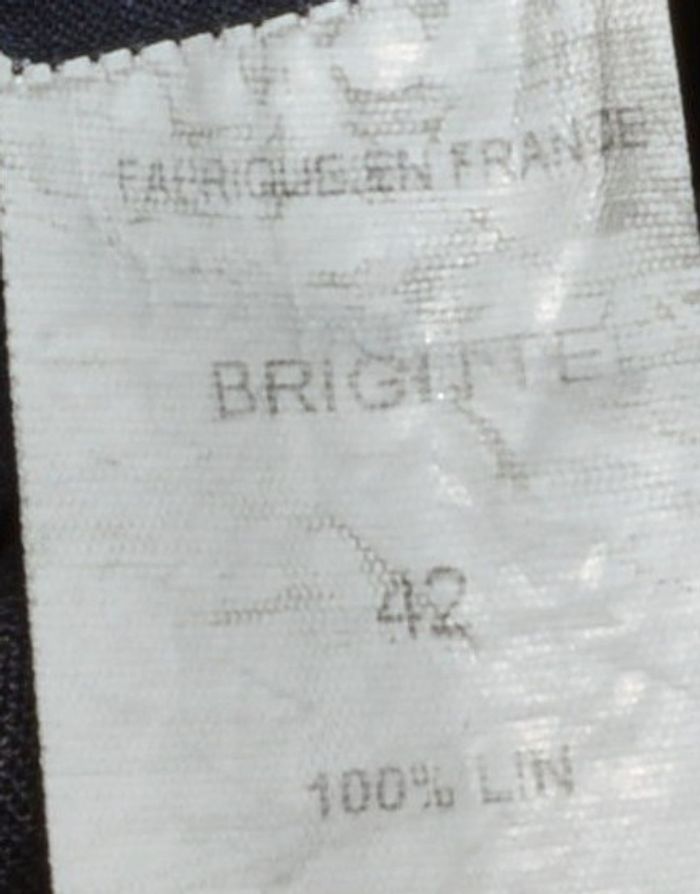 FABRIQUE EN FRANCE
BRIGITTE
42
100% LIN